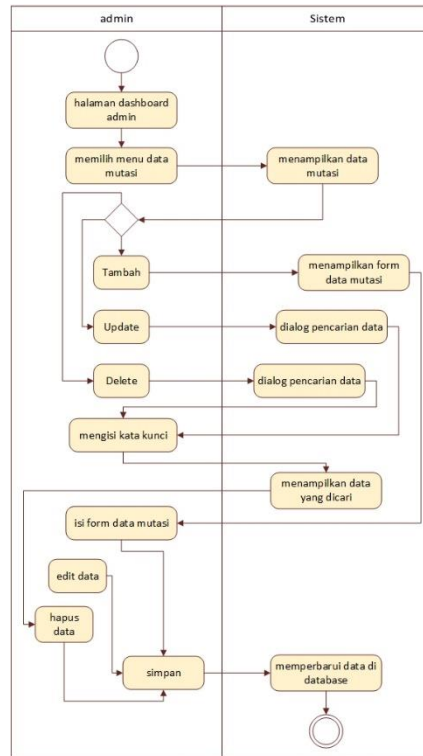 admin
Sistem
halaman dashboard
admin
memilih menu data
mutasi
menampilkan data
mutasi
Tambah
menampilkan form
data mutasi
Update
dialog pencarian data
Delete
dialog pencarian data
mengisi kata kunci
menampilkan data
yang dicari
isi form data mutasi
edit data
hapus
data
simpan
memperbarui data di
database